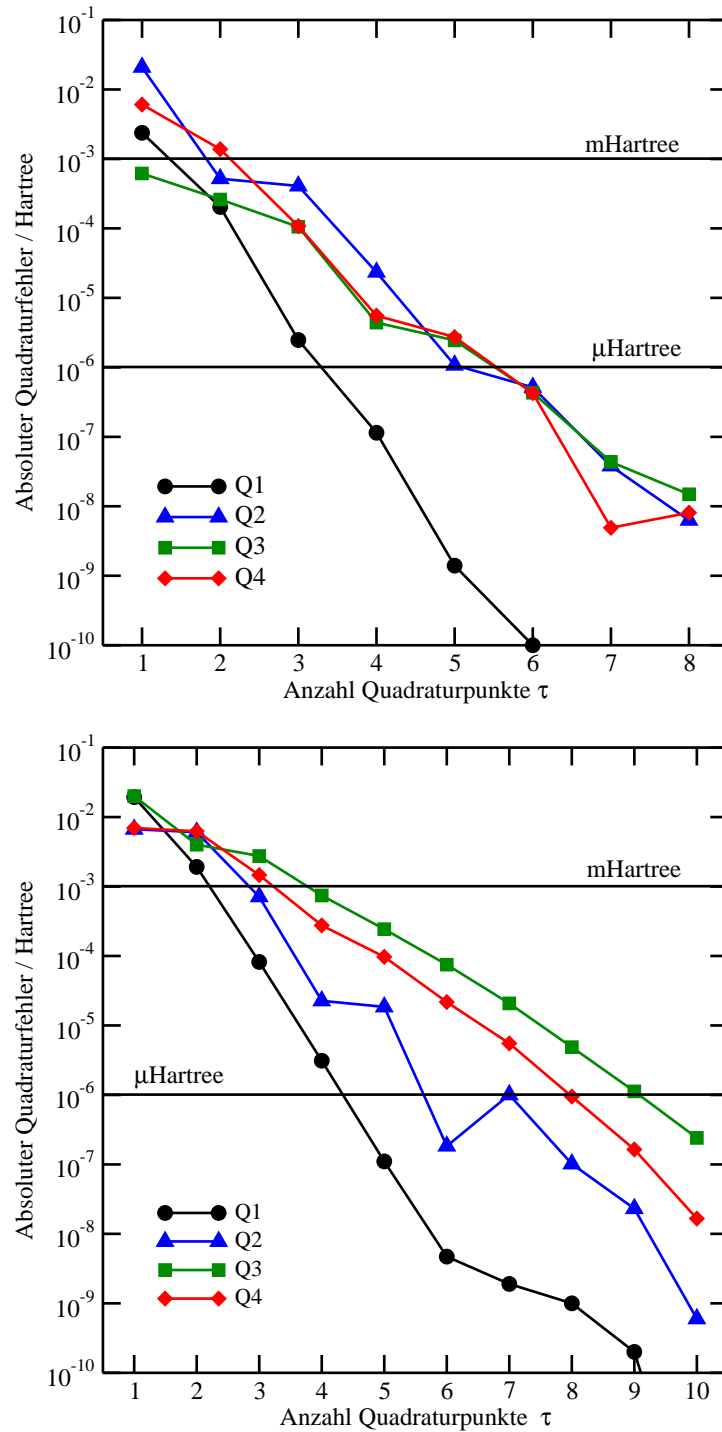 10-1
10-2
10-3
10-4
10-5
10-6
10-7
10-8
10-9
10-10
Absoluter Quadraturfehler / Hartree
mHartree
μHartree
Q1
Q2
Q3
Q4
1 2 3 4 5 6 7 8
Anzahl Quadraturpunkte τ
10-1
10-2
10-3
10-4
10-5
10-6
10-7
10-8
10-9
10-10
Absoluter Quadraturfehler / Hartree
mHartree
μHartree
Q1
Q2
Q3
Q4
1 2 3 4 5 6 7 8 9 10
Anzahl Quadraturpunkte τ